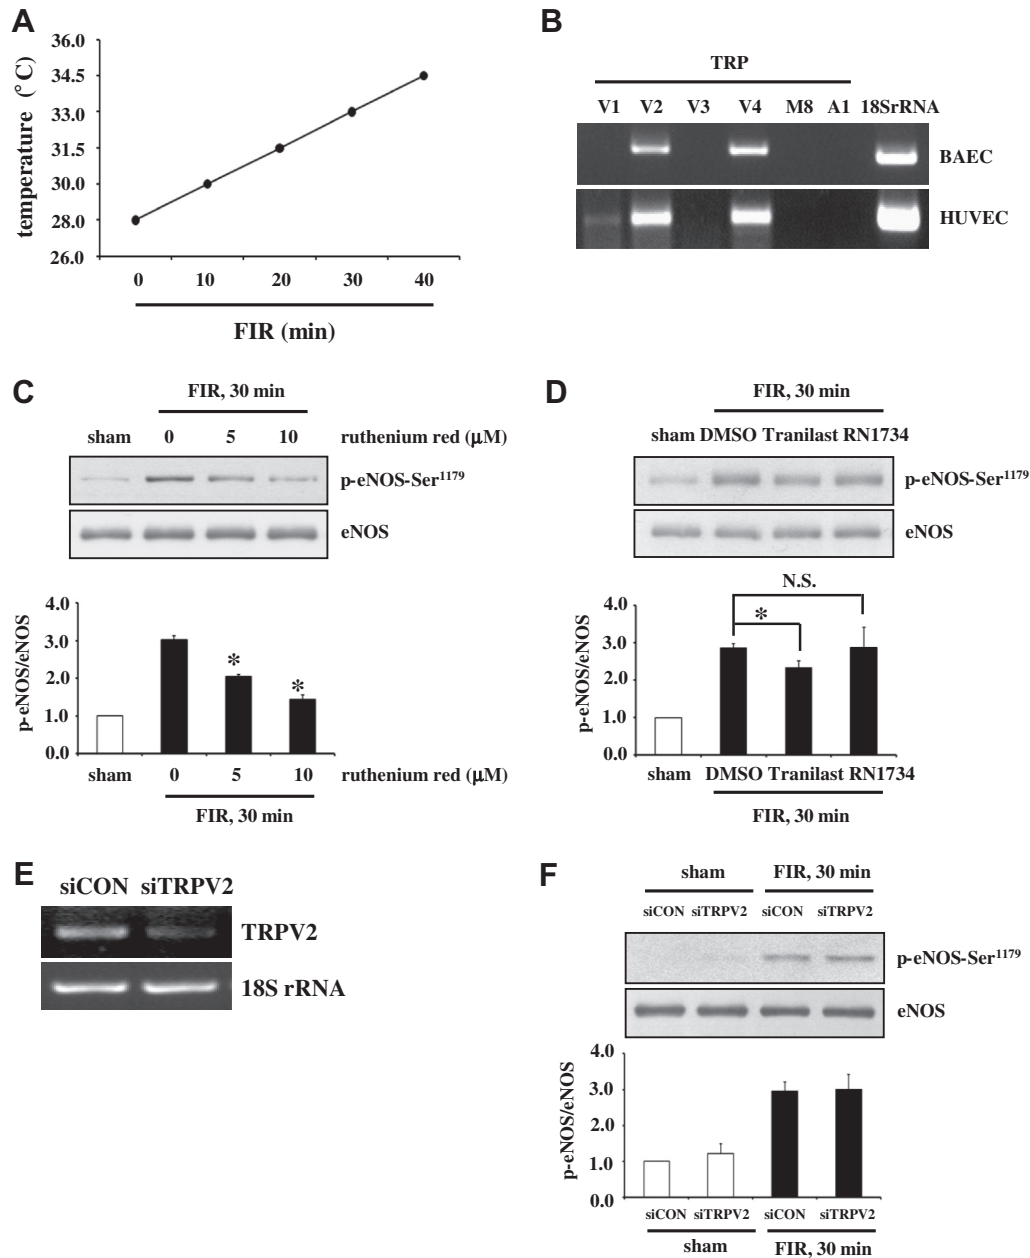 A
temperature (°C)
36.0
34.5
33.0
31.5
30.0
28.0
26.0
0 10 20 30 40
FIR (min)
B
TRP
V1 V2 V3 V4 M8 A1 18SrRNA
BAEC
HUVEC
C
FIR, 30 min
sham 0 5 10 ruthenium red (μM)
p-eNOS-Ser¹¹⁷⁹
eNOS
p-eNOS/eNOS
4.0
3.0
2.0
1.0
0.0
* *
sham 0 5 10 ruthenium red (μM)
FIR, 30 min
D
FIR, 30 min
sham DMSO Tranilast RN1734
p-eNOS-Ser¹¹⁷⁹
eNOS
N.S.
*
p-eNOS/eNOS
4.0
3.0
2.0
1.0
0.0
sham DMSO Tranilast RN1734
FIR, 30 min
E
siCON siTRPV2
TRPV2
18S rRNA
F
sham FIR, 30 min
siCON siTRPV2 siCON siTRPV2
p-eNOS-Ser¹¹⁷⁹
eNOS
p-eNOS/eNOS
4.0
3.0
2.0
1.0
0.0
siCON siTRPV2 siCON siTRPV2
sham FIR, 30 min